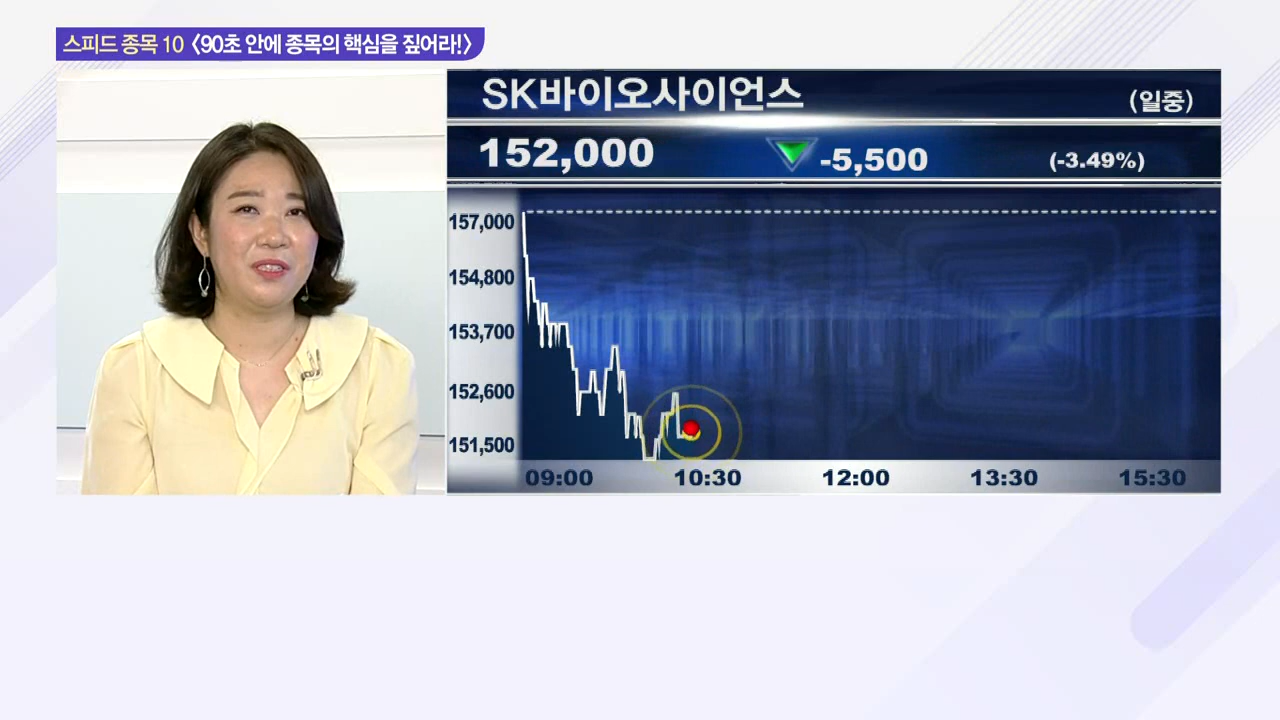 스피드 종목 10 <90초 안에 종목의 핵심을 짚어라!>
SK바이오사이언스
(일중)
152,000 -5,500 (-3.49%)
157,000
154,800
153,700
152,600
151,500
09:00 10:30 12:00 13:30 15:30